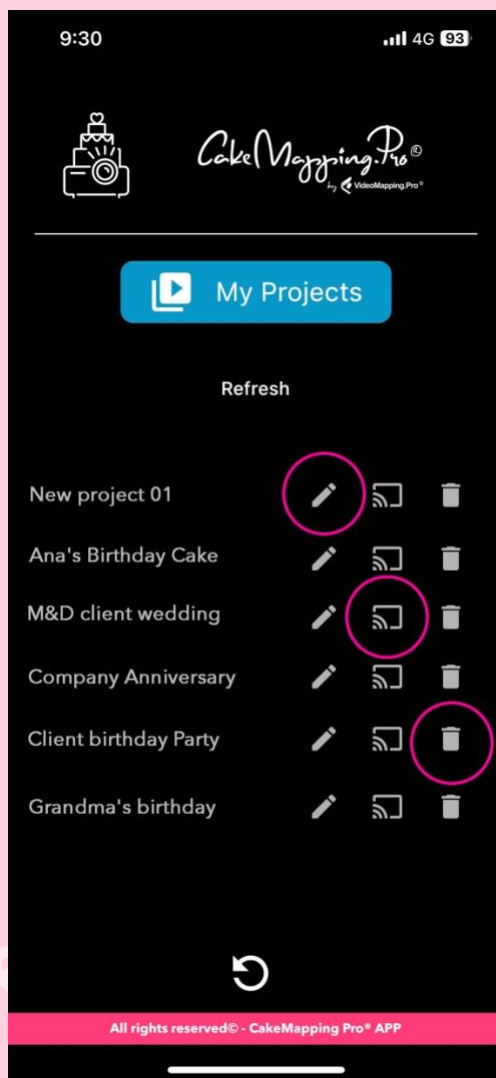 9:30 4G 93
CakeMapping.Pro®
by VideoMapping.Pro®
My Projects
Refresh
New project 01
Ana's Birthday Cake
M&D client wedding
Company Anniversary
Client birthday Party
Grandma's birthday
All rights reserved© - CakeMapping Pro® APP